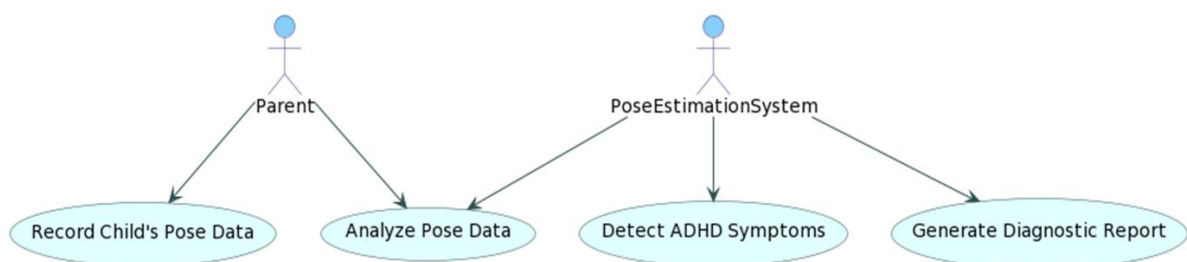 Parent
PoseEstimationSystem
Record Child's Pose Data
Analyze Pose Data
Detect ADHD Symptoms
Generate Diagnostic Report